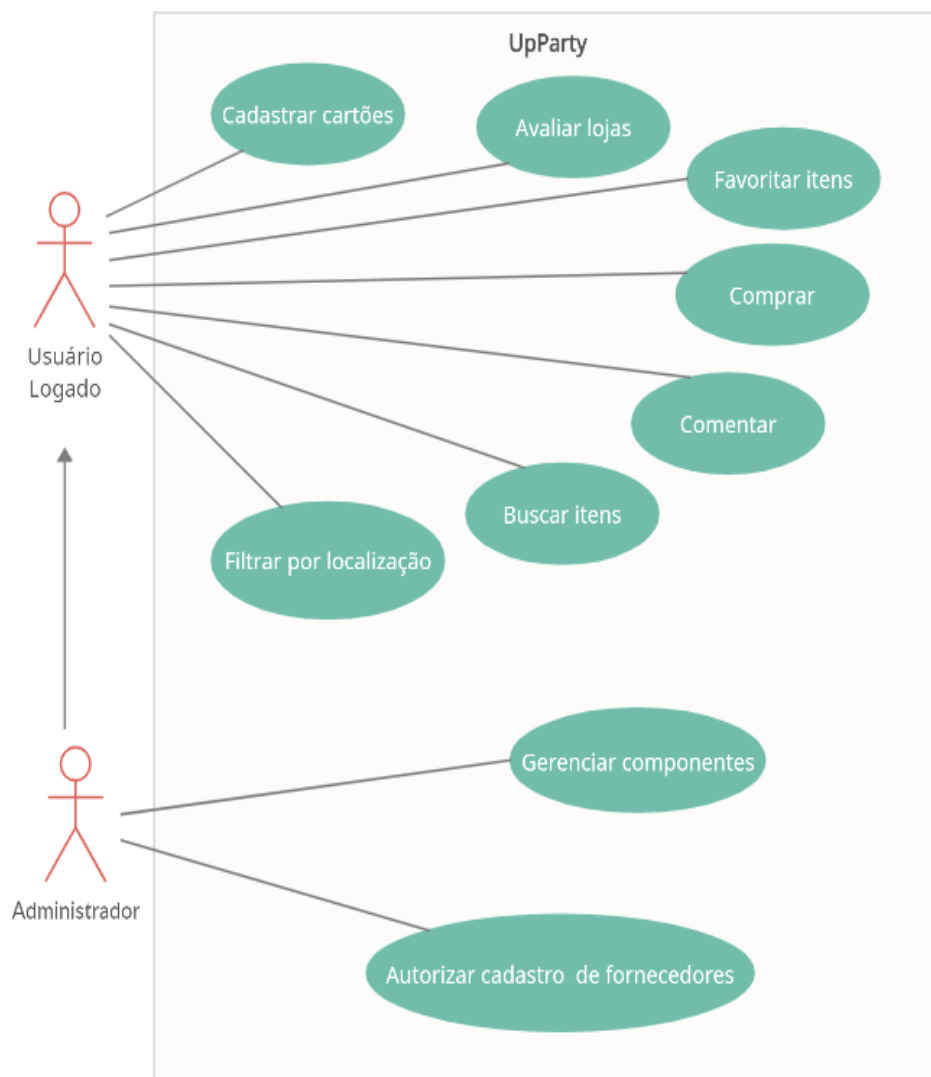 UpParty
Cadastrar cartões
Avaliar lojas
Favoritar itens
Comprar
Usuário
Logado
Comentar
Buscar itens
Filtrar por localização
Gerenciar componentes
Administrador
Autorizar cadastro de fornecedores